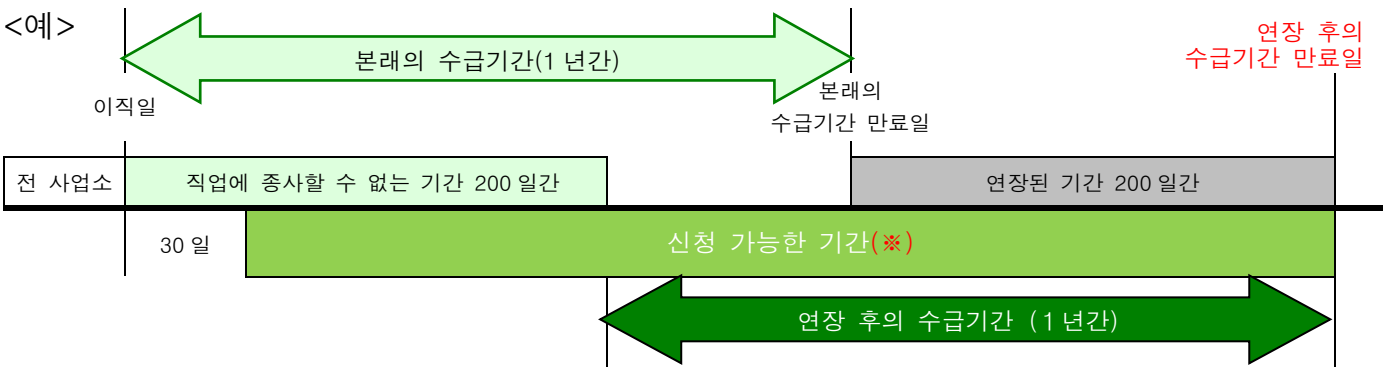 <예>
본래의 수급기간(1 년간)
연장 후의
수급기간 만료일
이직일
본래의
수급기간 만료일
전 사업소
직업에 종사할 수 없는 기간 200 일간
연장된 기간 200 일간
30 일
신청 가능한 기간(※)
연장 후의 수급기간 (1 년간)